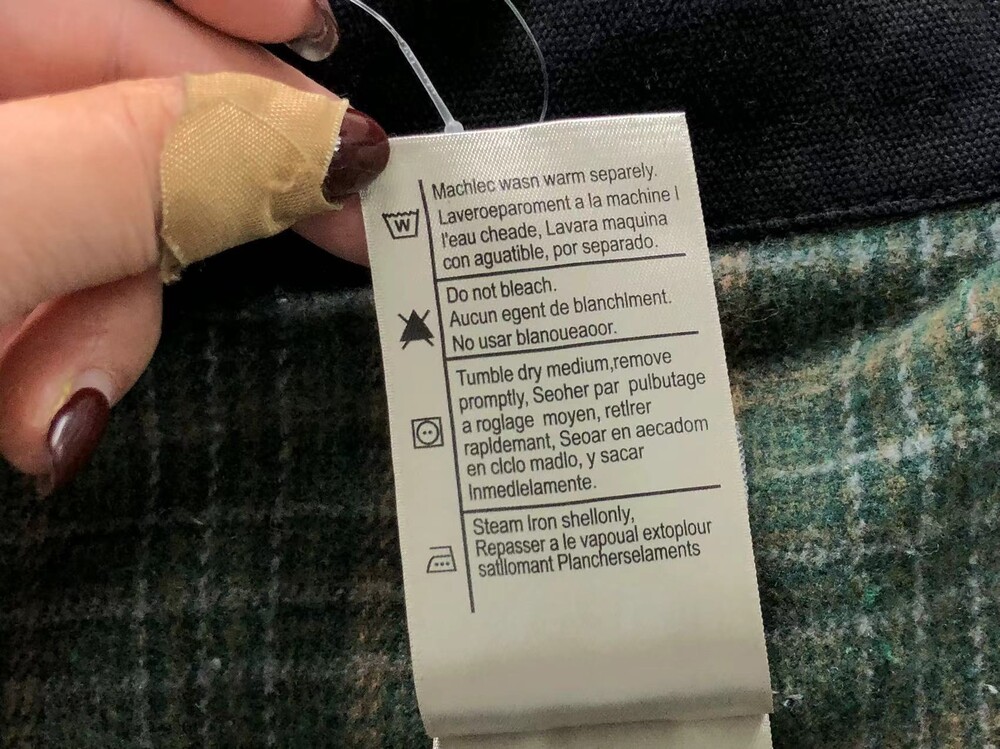 W
Machlec wasn warm separely.
Laveroeparoment a la machine l
l'eau cheade, Lavara maquina
con aguatible, por separado.
Do not bleach.
Aucun egent de blanchlment.
No usar blanoueaoor.
Tumble dry medium,remove
promptly, Seoher par pulbutage
a roglage moyen, retlrer
rapldemant, Seoar en aecadom
en clclo madlo, y sacar
lnmedlelamente.
Steam lron shellonly,
Repasser a le vapoual extoplour
satllomant Plancherselaments